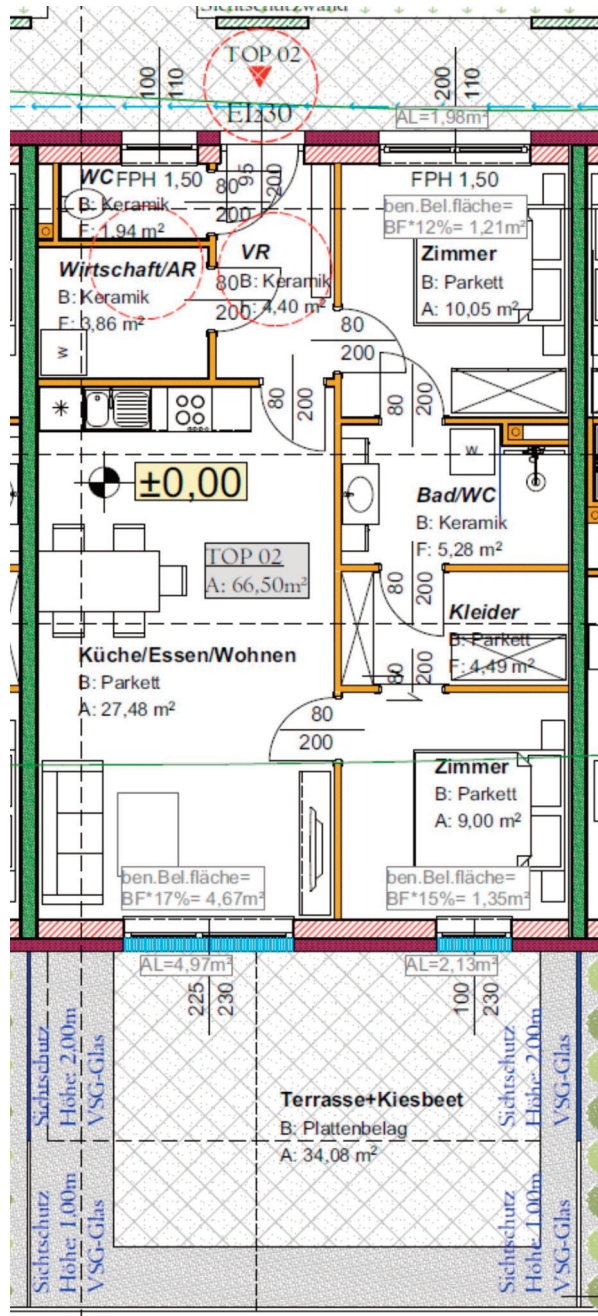 Sichtschutzwand
TOP 02
EI₂30
100
110
200
110
AL=1,98m²
WC
FPH 1,50
B: Keramik
F: 1,94 m²
80
200
95
200
FPH 1,50
ben.Bel.fläche=
BF*12%= 1,21m²
Zimmer
B: Parkett
A: 10,05 m²
Wirtschaft/AR
B: Keramik
F: 3,86 m²
W
80
200
VR
B: Keramik
F: 4,40 m²
80
200
80
200
80
200
±0,00
TOP 02
A: 66,50m²
W
Bad/WC
B: Keramik
F: 5,28 m²
80
200
Kleider
B: Parkett
F: 4,49 m²
80
200
Küche/Essen/Wohnen
B: Parkett
A: 27,48 m²
80
200
Zimmer
B: Parkett
A: 9,00 m²
ben.Bel.fläche=
BF*17%= 4,67m²
ben.Bel.fläche=
BF*15%= 1,35m²
AL=4,97m²
225
230
AL=2,13m²
100
230
Sichtschutz
Höhe: 2,00m
VSG-Glas
Sichtschutz
Höhe: 2,00m
VSG-Glas
Terrasse+Kiesbeet
B: Plattenbelag
A: 34,08 m²
Sichtschutz
Höhe: 1,00m
VSG-Glas
Sichtschutz
Höhe: 1,00m
VSG-Glas